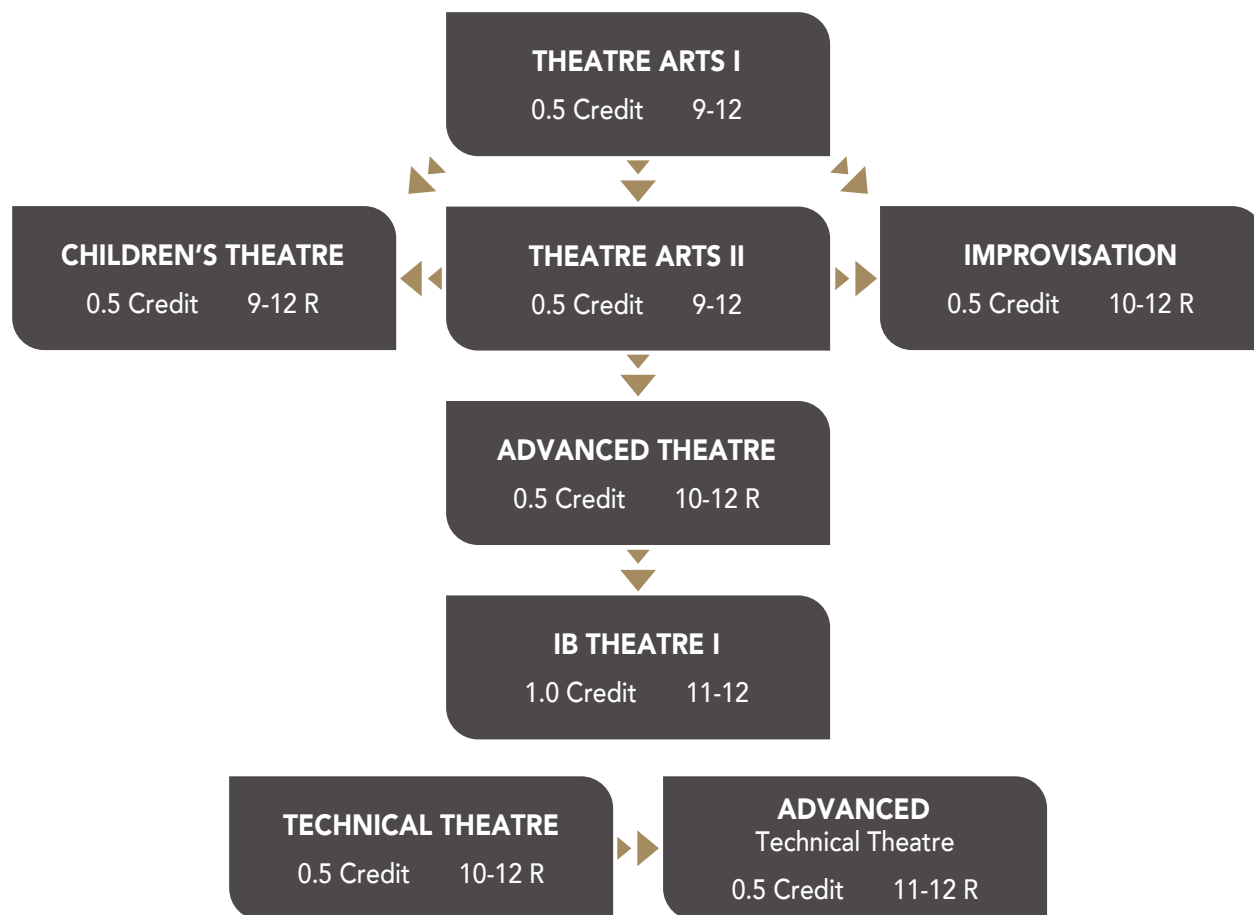 THEATRE ARTS I
0.5 Credit 9-12
CHILDREN'S THEATRE
0.5 Credit 9-12 R
THEATRE ARTS II
0.5 Credit 9-12
IMPROVISATION
0.5 Credit 10-12 R
ADVANCED THEATRE
0.5 Credit 10-12 R
IB THEATRE I
1.0 Credit 11-12
TECHNICAL THEATRE
0.5 Credit 10-12 R
ADVANCED
Technical Theatre
0.5 Credit 11-12 R